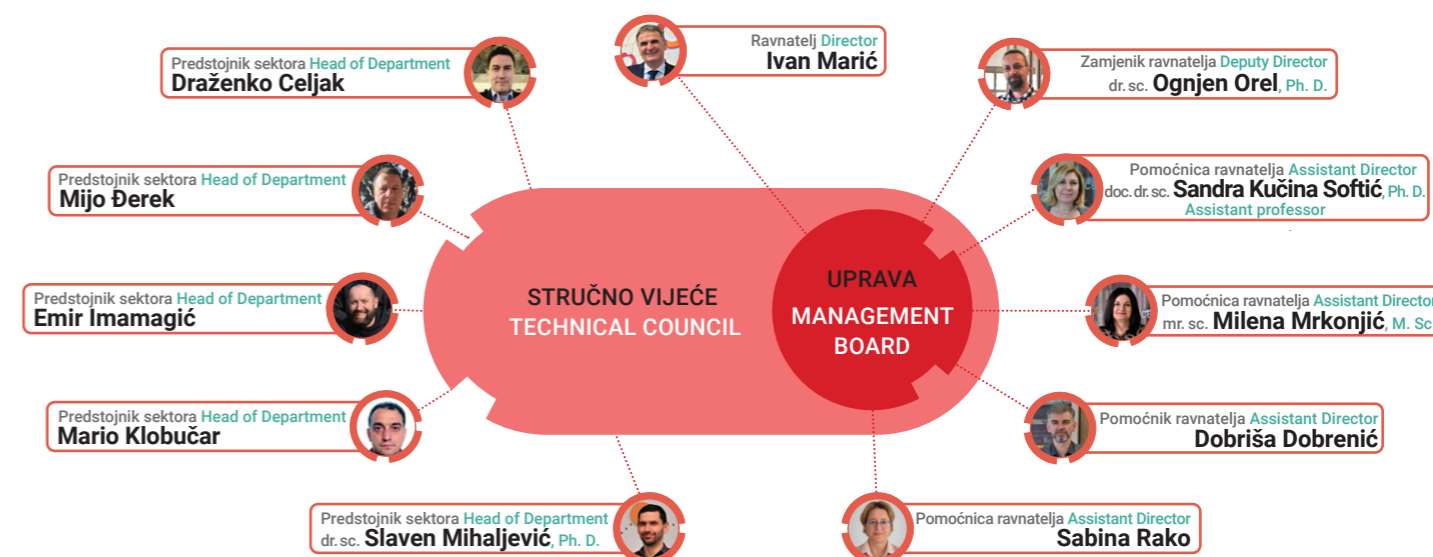 Ravnatelj Director
Ivan Marić
Predstojnik sektora Head of Department
Draženko Celjak
Zamjenik ravnatelja Deputy Director
dr. sc. Ognjen Orel, Ph. D.
Predstojnik sektora Head of Department
Mijo Đerek
Pomoćnica ravnatelja Assistant Director
doc. dr. sc. Sandra Kučina Softić, Ph. D.
Assistant professor
STRUČNO VIJEĆE
TECHNICAL COUNCIL
UPRAVA
MANAGEMENT
BOARD
Predstojnik sektora Head of Department
Emir Imamagić
Pomoćnica ravnatelja Assistant Director
mr. sc. Milena Mrkonjić, M. Sc
Predstojnik sektora Head of Department
Mario Klobučar
Pomoćnik ravnatelja Assistant Director
Dobriša Dobrenić
Predstojnik sektora Head of Department
dr. sc. Slaven Mihaljević, Ph. D.
Pomoćnica ravnatelja Assistant Director
Sabina Rako